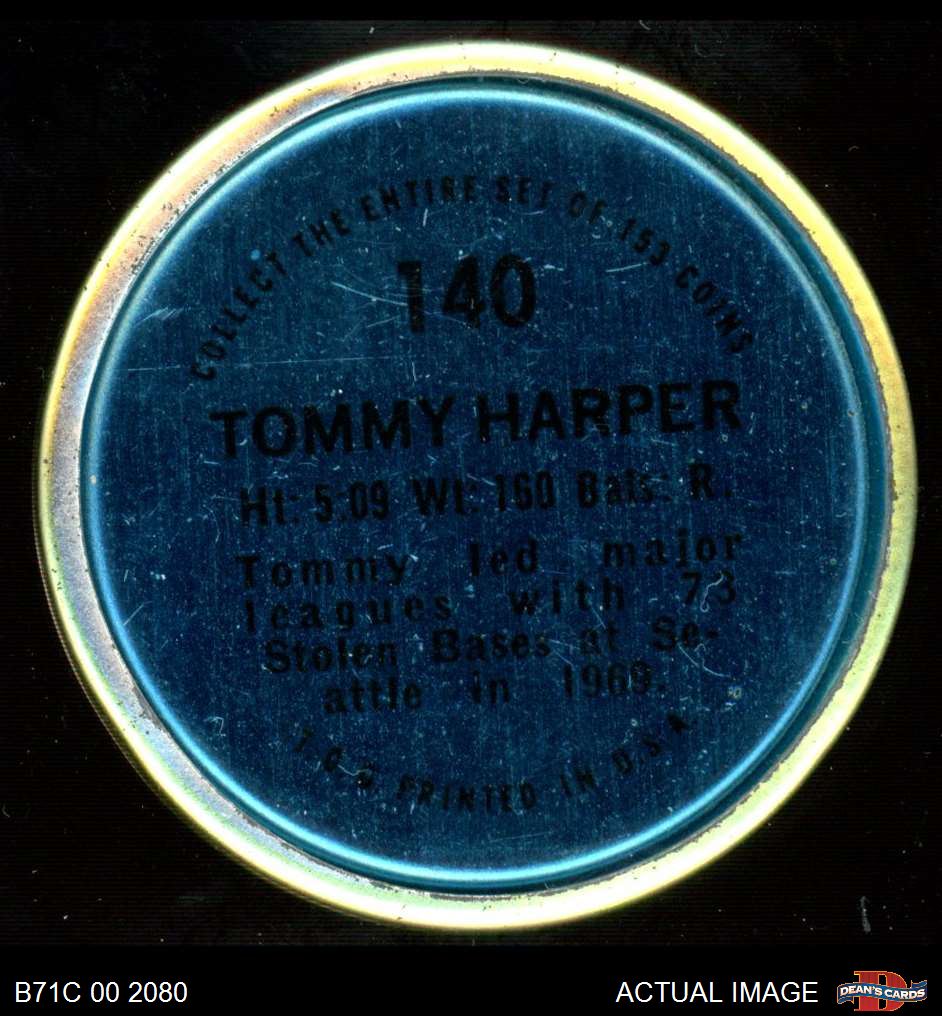 COLLECT THE ENTIRE SET OF 153 COINS
140
TOMMY HARPER
Ht: 5:09 Wt: 160 Bats: R.
Tommy led major
leagues with 73
Stolen Bases at Se-
attle in 1969.
T.C.G. PRINTED IN U.S.A.
B71C 00 2080
ACTUAL IMAGE
DEAN'S CARDS